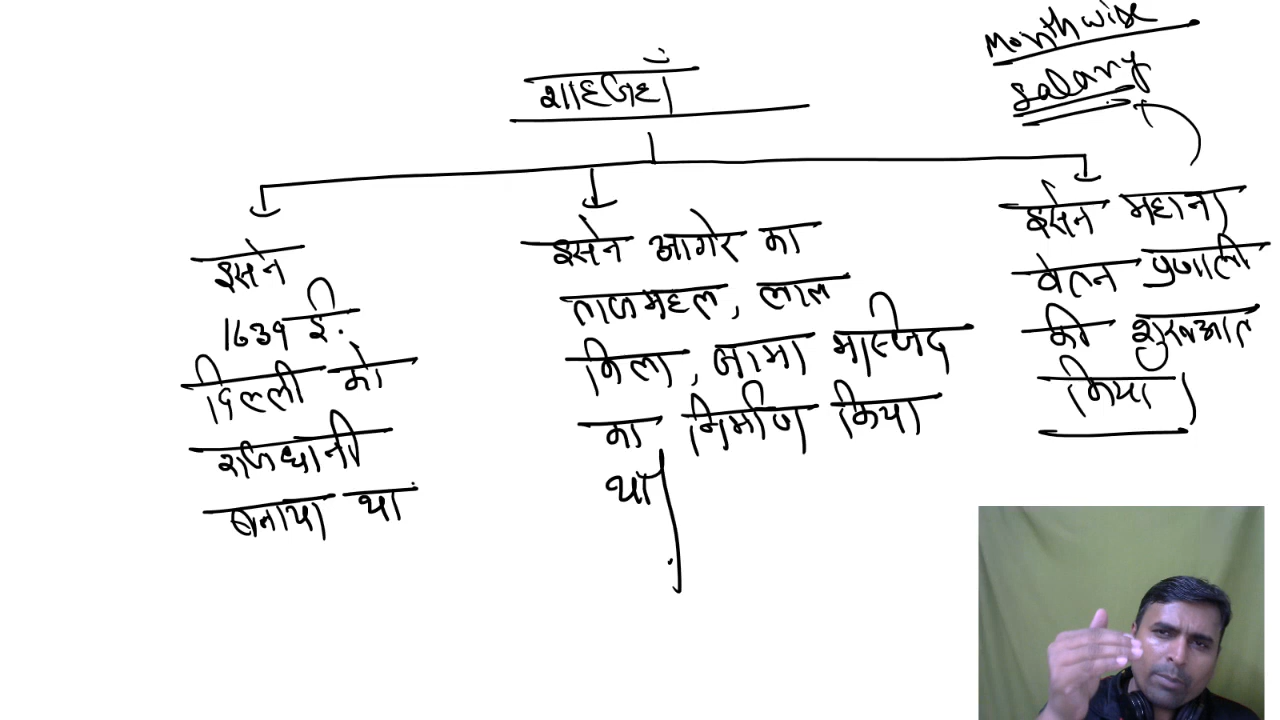 शाहजहाँ
Monthwise
salary
इसने
1639 ई.
दिल्ली को
राजधानी
बनाया था
इसने आगरे का
ताजमहल, लाल
किला, जामा मस्जिद
का निर्माण किया
था।
इसने महाना
वेतन प्रणाली
की शुरुआत
किया।